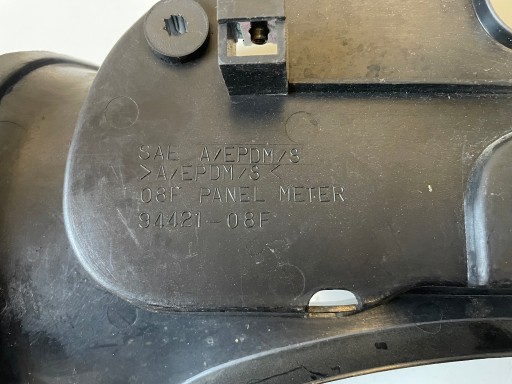 SAE A/EPDM/S
>A/EPDM/S<
08F PANEL METER
94421-08F